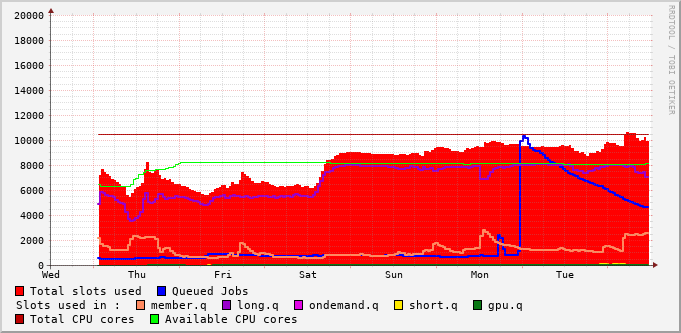 20000
18000
16000
14000
12000
10000
8000
6000
4000
2000
0
Wed Thu Fri Sat Sun Mon Tue
RRDTOOL / TOBI OETIKER
Total slots used Queued Jobs
Slots used in : member.q long.q ondemand.q short.q gpu.q
Total CPU cores Available CPU cores